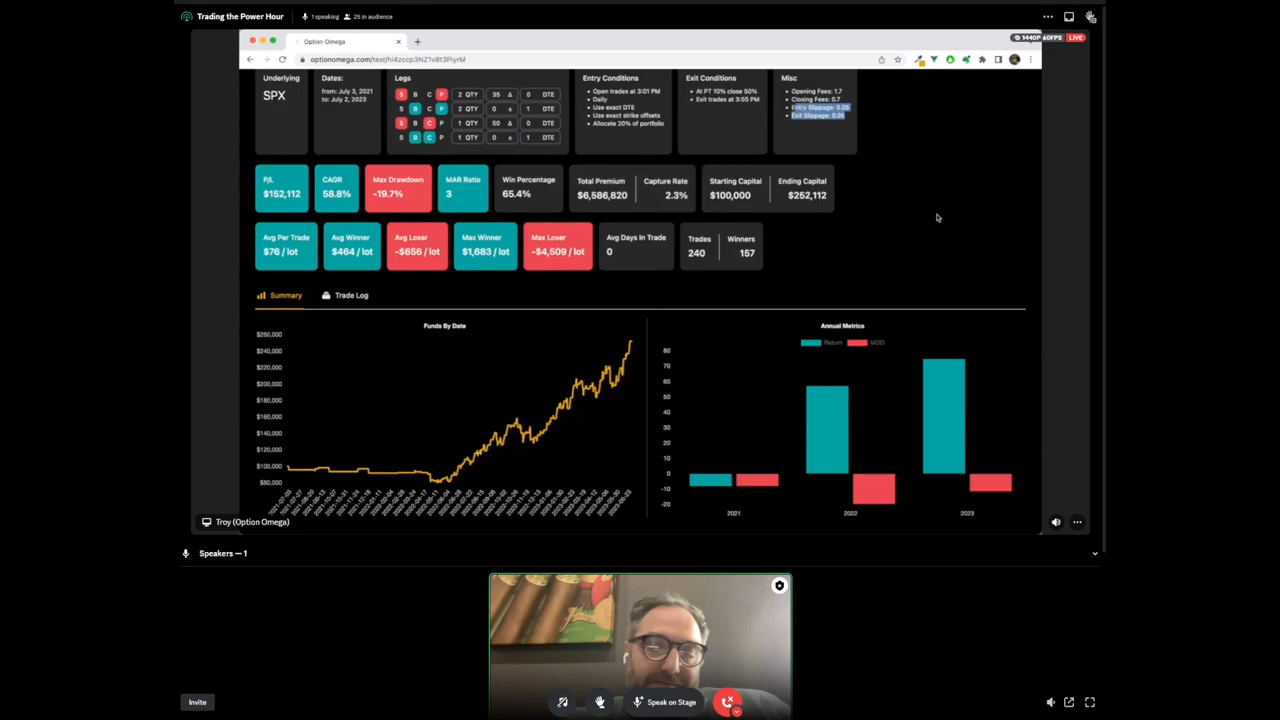 Trading the Power Hour
1 speaking
25 in audience
Option Omega
1440P 60FPS LIVE
optionomega.com/test/hi4zccp3NZ1v8t3PiyrM
Underlying
SPX
Dates:
from: July 3, 2021
to: July 2, 2023
Legs
S B C P 2 QTY 35 Δ 0 DTE
S B C P 2 QTY 0 ± 1 DTE
S B C P 1 QTY 50 Δ 0 DTE
S B C P 1 QTY 0 ± 1 DTE
Entry Conditions
Open trades at 3:01 PM
Daily
Use exact DTE
Use exact strike offsets
Allocate 20% of portfolio
Exit Conditions
At PT 10% close 50%
Exit trades at 3:55 PM
Misc
Opening Fees: 1.7
Closing Fees: 0.7
Entry Slippage: 0.05
Exit Slippage: 0.05
P/L
$152,112
CAGR
58.8%
Max Drawdown
-19.7%
MAR Ratio
3
Win Percentage
65.4%
Total Premium
$6,586,820
Capture Rate
2.3%
Starting Capital
$100,000
Ending Capital
$252,112
Avg Per Trade
$76 / lot
Avg Winner
$464 / lot
Avg Loser
-$656 / lot
Max Winner
$1,683 / lot
Max Loser
-$4,509 / lot
Avg Days In Trade
0
Trades
240
Winners
157
Summary
Trade Log
Funds By Date
$260,000
$240,000
$220,000
$200,000
$180,000
$160,000
$140,000
$120,000
$100,000
$80,000
Annual Metrics
Return
MDD
80
70
60
50
40
30
20
10
0
-10
-20
2021
2022
2023
Troy (Option Omega)
Speakers — 1
Invite
Speak on Stage